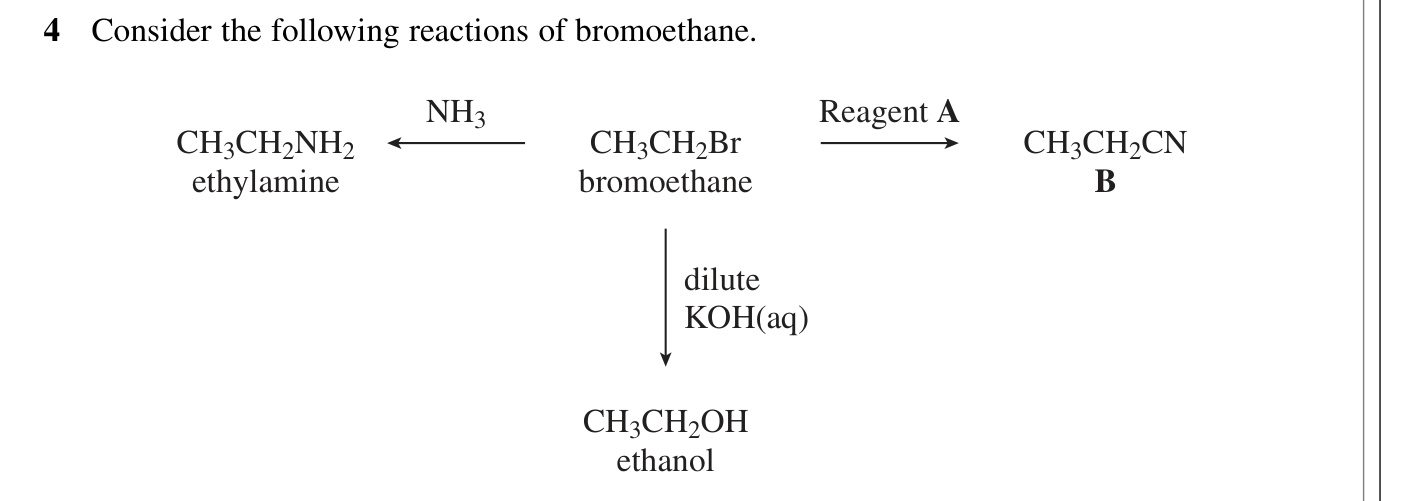 4 Consider the following reactions of bromoethane.
NH₃
Reagent A
CH₃CH₂NH₂
CH₃CH₂Br
CH₃CH₂CN
ethylamine
bromoethane
B
dilute
KOH(aq)
CH₃CH₂OH
ethanol